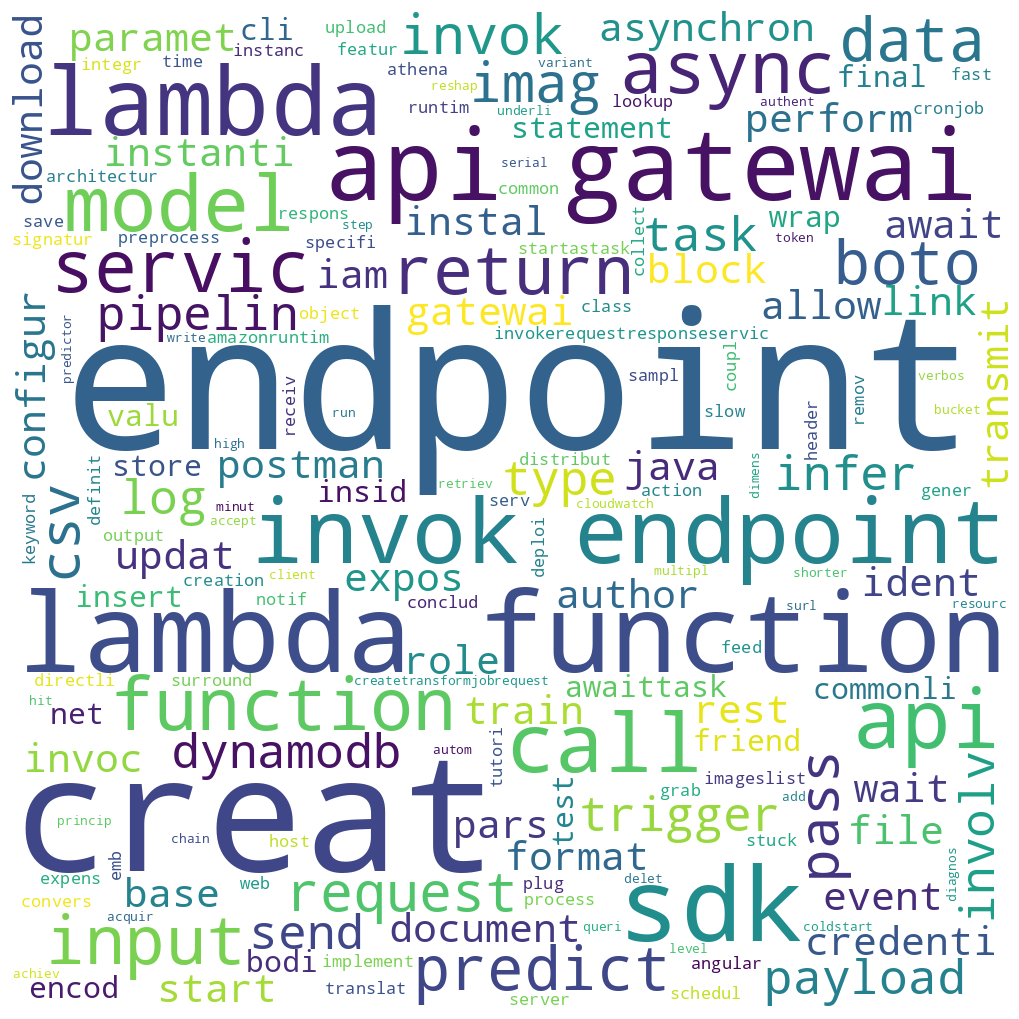 upload
paramet
cli
invok
asynchron
data
download
integr
time
instanc
featur
athena
variant
final
fast
lambda
reshap
imag
async
runtim
underli
lookup
authent
perform
cronjob
statement
instanti
api gatewai
architectur
serial
model
common
save
respons
step
instal
task
wrap
await
signatur
preprocess
specifi
startastask
collect
token
servic
iam
return
block
boto
pipelin
object
gatewai
class
allow
link
configur
predictor
write
amazonruntim
invokerequestresponseservic
transmit
endpoint
receiv
sampl
coupl
remov
verbos
valu
run
slow
header
bucket
high
store
postman
distribut
type
java
infer
csv
definit
log
insid
retriev
serv
action
dimens
gener
keyword
minut
accept
cloudwatch
output
invok endpoint
updat
deploi
creation
client
expos
multipl
shorter
ident
insert
notif
conclud
author
surl
resourc
lambda function
role
feed
directli
surround
createtransformjobrequest
awaittask
commonli
hit
net
function
train
rest
api
invoc
dynamodb
autom
tutori
call
friend
imageslist
pass
wait
involv
creat
grab
add
princip
chain
host
pars
test
trigger
stuck
file
format
expens
emb
web
plug
delet
diagnos
convers
base
request
process
sdk
event
acquir
input
send
document
queri
coldstart
credenti
bodi
implement
predict
level
angular
payload
achiev
encod
start
translat
server
schedul